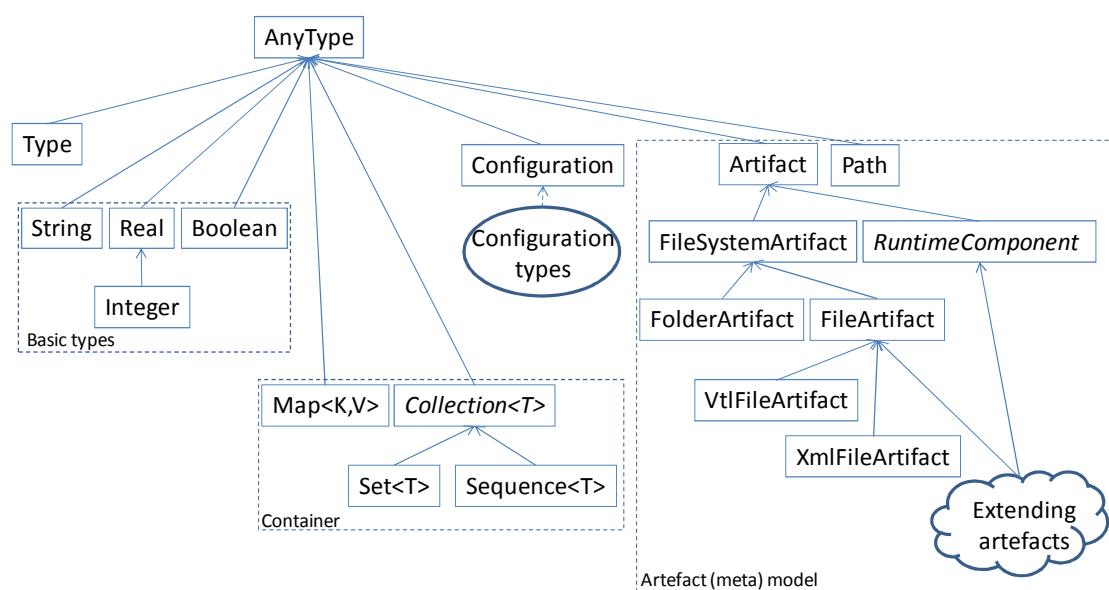 AnyType
Type
Configuration
Artifact
Path
String
Real
Boolean
Configuration
types
FileSystemArtifact
RuntimeComponent
Integer
Basic types
FolderArtifact
FileArtifact
Map<K,V>
Collection<T>
VtlFileArtifact
XmlFileArtifact
Set<T>
Sequence<T>
Container
Extending
artefacts
Artefact (meta) model